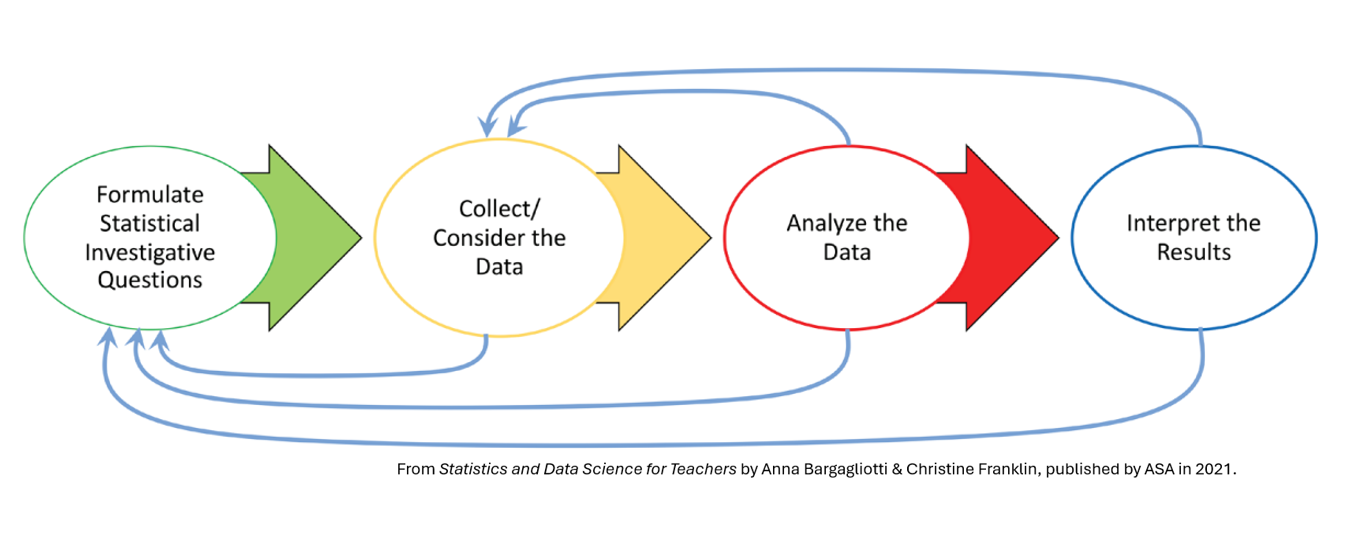 Formulate
Statistical
Investigative
Questions
Collect/
Consider the
Data
Analyze the
Data
Interpret the
Results
From Statistics and Data Science for Teachers by Anna Bargagliotti & Christine Franklin, published by ASA in 2021.